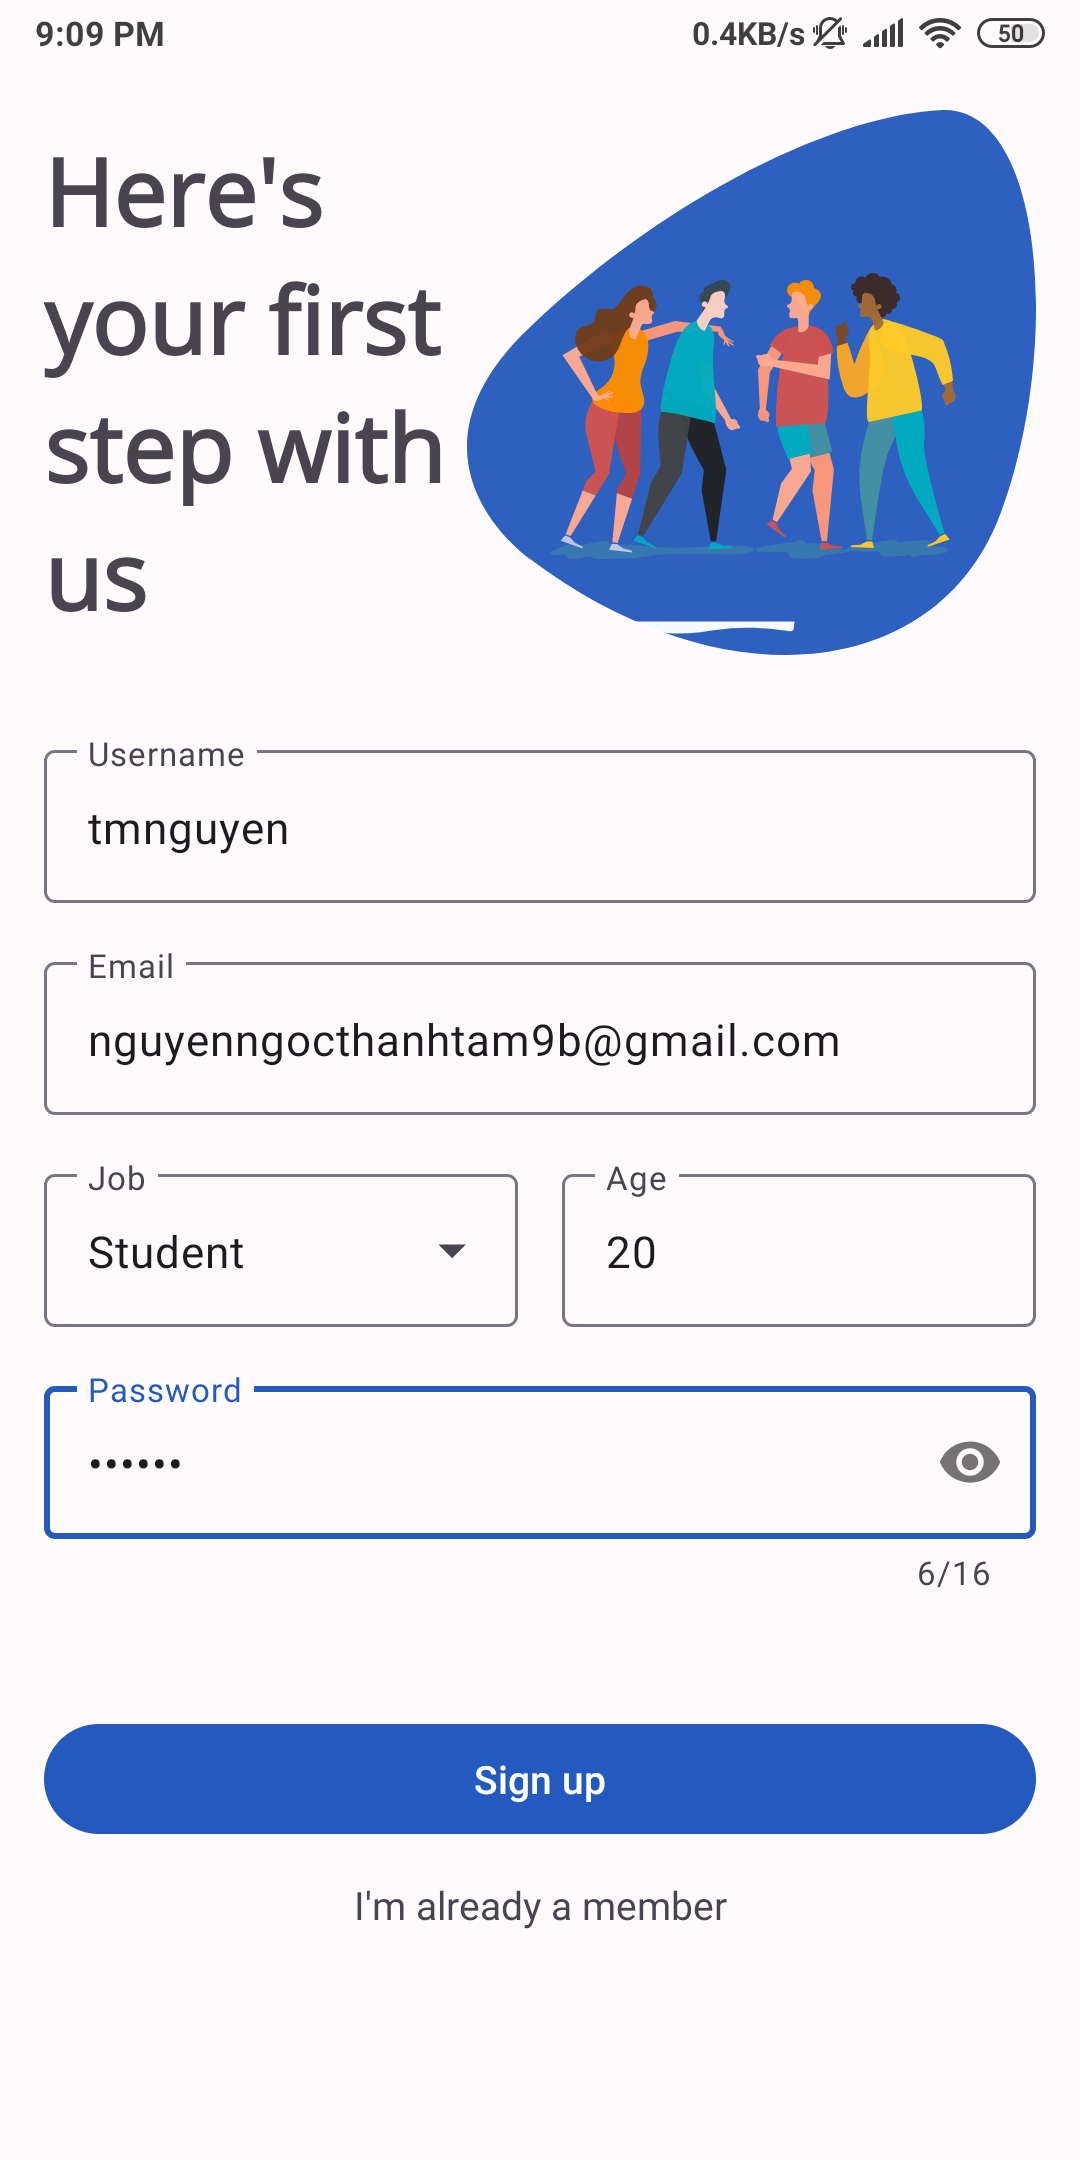 9:09 PM 0.4KB/s 50
Here's
your first
step with
us
Username
tmnguyen
Email
nguyenngocthanhtam9b@gmail.com
Job Age
Student 20
Password
••••••
6/16
Sign up
I'm already a member